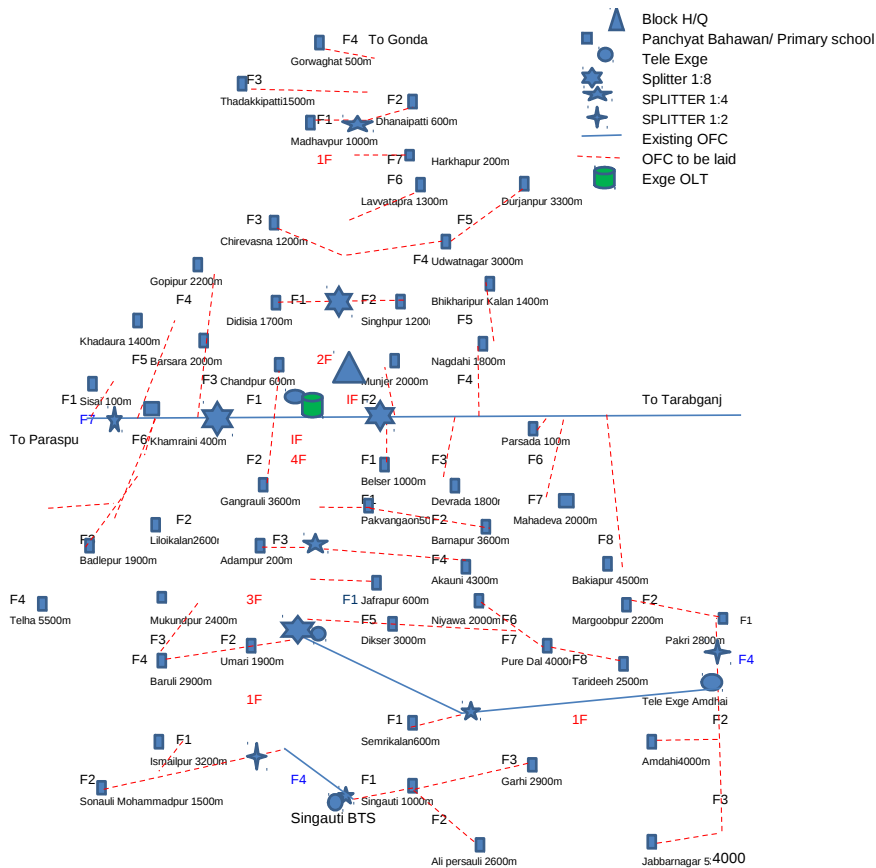 F4 To Gonda
Gorwaghat 500m
Block H/Q
Panchyat Bahawan/ Primary school
Tele Exge
Splitter 1:8
SPLITTER 1:4
SPLITTER 1:2
Existing OFC
OFC to be laid
Exge OLT
F3
Thadakkipatti1500m
F2
Dhanaipatti 600m
F1
Madhavpur 1000m
1F
F7
Harkhapur 200m
F6
Lavvatapra 1300m
Durjanpur 3300m
F3
Chirevasna 1200m
F5
F4 Udwatnagar 3000m
Gopipur 2200m
F4
Bhikharipur Kalan 1400m
F1
F2
Didisia 1700m
Singhpur 1200
F5
Khadaura 1400m
F5 Barsara 2000m
2F
Nagdahi 1800m
F3 Chandpur 600m
Munjer 2000m
F4
F1 Sisai 100m
F1
IF F2
To Tarabganj
F7
To Paraspu
F6 Khamraini 400m
IF
4F
Parsada 100m
F2
F1
F3
F6
Belser 1000m
Gangrauli 3600m
Devrada 1800
F7
F1
Mahadeva 2000m
Pakvangaon50
F2
F2
Barnapur 3600m
Liloikalan2600m
F3
F3
F8
Badlepur 1900m
Adampur 200m
F4
Akauni 4300m
Bakiapur 4500m
F4
3F
F1
Jafrapur 600m
F2
Telha 5500m
Mukundpur 2400m
Niyawa 2000m
F6
Margoobpur 2200m
F1
F3
F2
F5
F7
Pakri 2800m
Dikser 3000m
F4
Umari 1900m
Pure Dal 4000
F8
F4
Baruli 2900m
Tarideeh 2500m
1F
Tele Exge Amdhai
F1
1F
F2
Semrikalan600m
F1
Ismailpur 3200m
F3
Amdahi4000m
F2
F4
F1
Garhi 2900m
Sonauli Mohammadpur 1500m
Singauti 1000m
F3
Singauti BTS
F2
Ali persauli 2600m
Jabbarnagar 5
4000